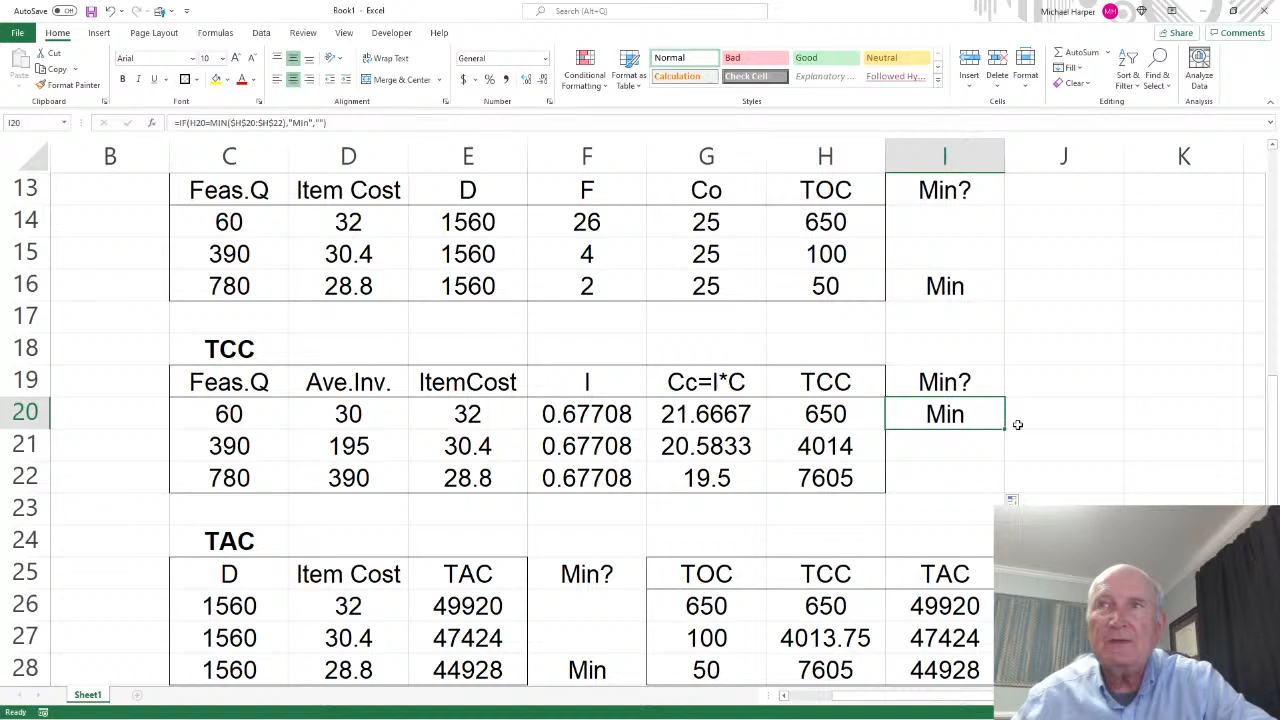 AutoSave Off Book1 - Excel Search (Alt+Q) Michael Harper MH
File Home Insert Page Layout Formulas Data Review View Developer Help Share Comments
Paste Cut Copy Format Painter Clipboard
Arial 10 B I U Font
Wrap Text Merge & Center Alignment
General $ % Number
Conditional Formatting Format as Table
Normal Bad Good Neutral
Calculation Check Cell Explanatory ... Followed Hy...
Styles
Insert Delete Format Cells
AutoSum Fill Clear Sort & Filter Find & Select Editing
Analyze Data Analysis
I20 fx =IF(H20=MIN($H$20:$H$22),"Min","")
B C D E F G H I J K
13 Feas.Q Item Cost D F Co TOC Min?
14 60 32 1560 26 25 650
15 390 30.4 1560 4 25 100
16 780 28.8 1560 2 25 50 Min
17
18 TCC
19 Feas.Q Ave.Inv. ItemCost I Cc=I*C TCC Min?
20 60 30 32 0.67708 21.6667 650 Min
21 390 195 30.4 0.67708 20.5833 4014
22 780 390 28.8 0.67708 19.5 7605
23
24 TAC
25 D Item Cost TAC Min? TOC TCC TAC
26 1560 32 49920 650 650 49920
27 1560 30.4 47424 100 4013.75 47424
28 1560 28.8 44928 Min 50 7605 44928
Sheet1
Ready